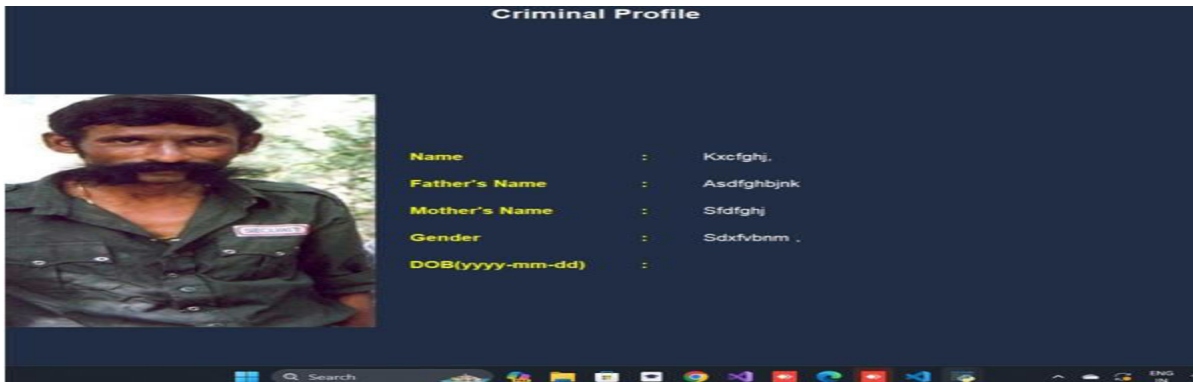 Criminal Profile
Name : Kxcfghj,
Father's Name : Asdfghbjnk
Mother's Name : Sfdfghj
Gender : Sdxfvbnm ,
DOB(yyyy-mm-dd) :
Search
ENG
IN